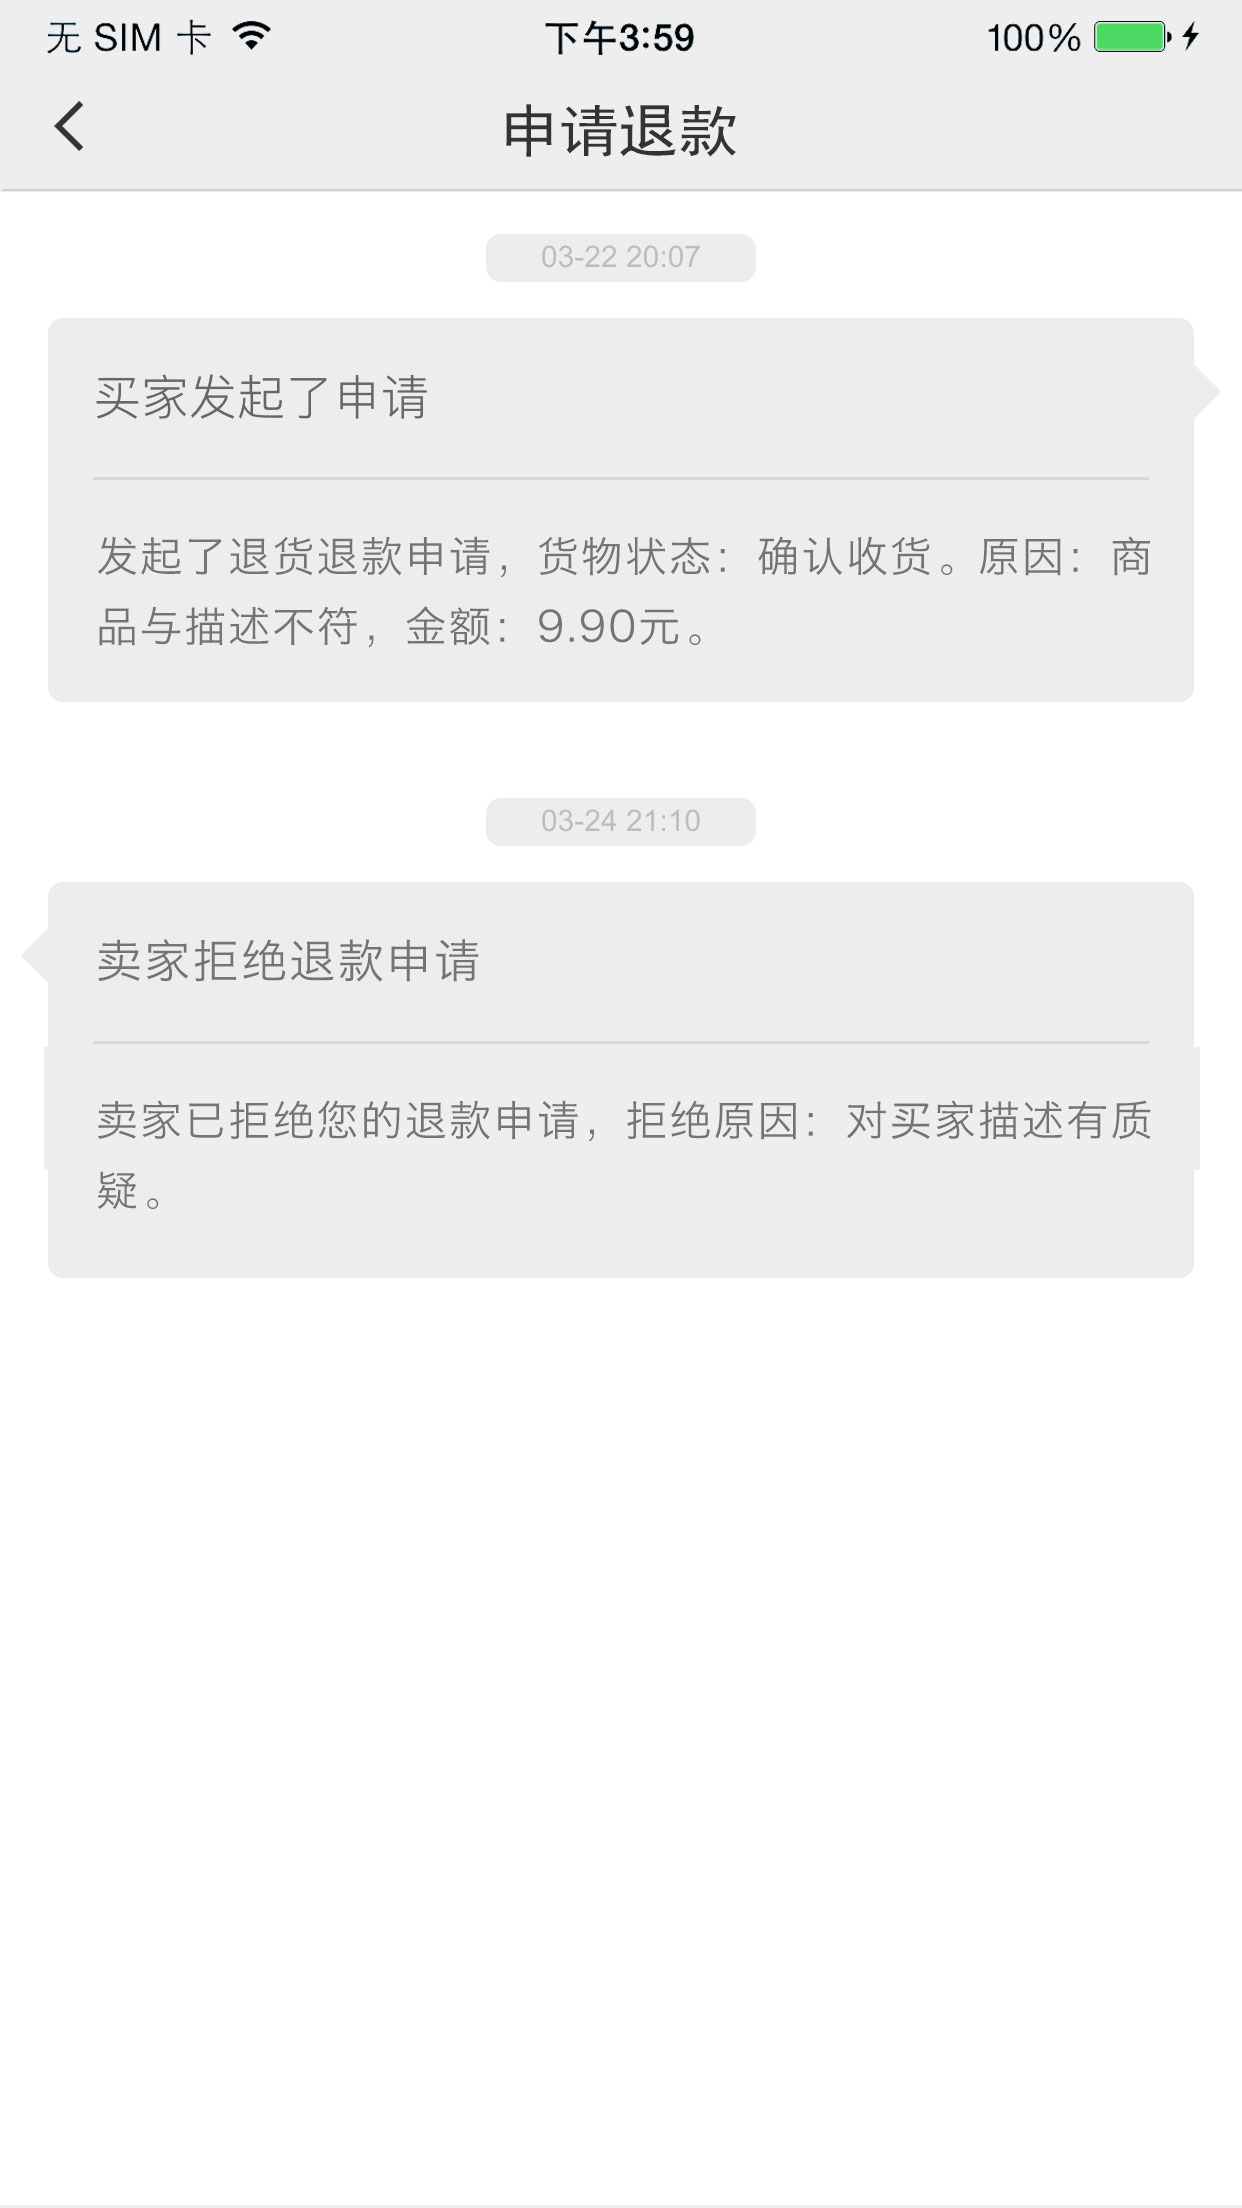 无 SIM 卡
下午3:59
100%
申请退款
03-22 20:07
买家发起了申请
发起了退货退款申请，货物状态：确认收货。原因：商
品与描述不符，金额：9.90元。
03-24 21:10
卖家拒绝退款申请
卖家已拒绝您的退款申请，拒绝原因：对买家描述有质
疑。